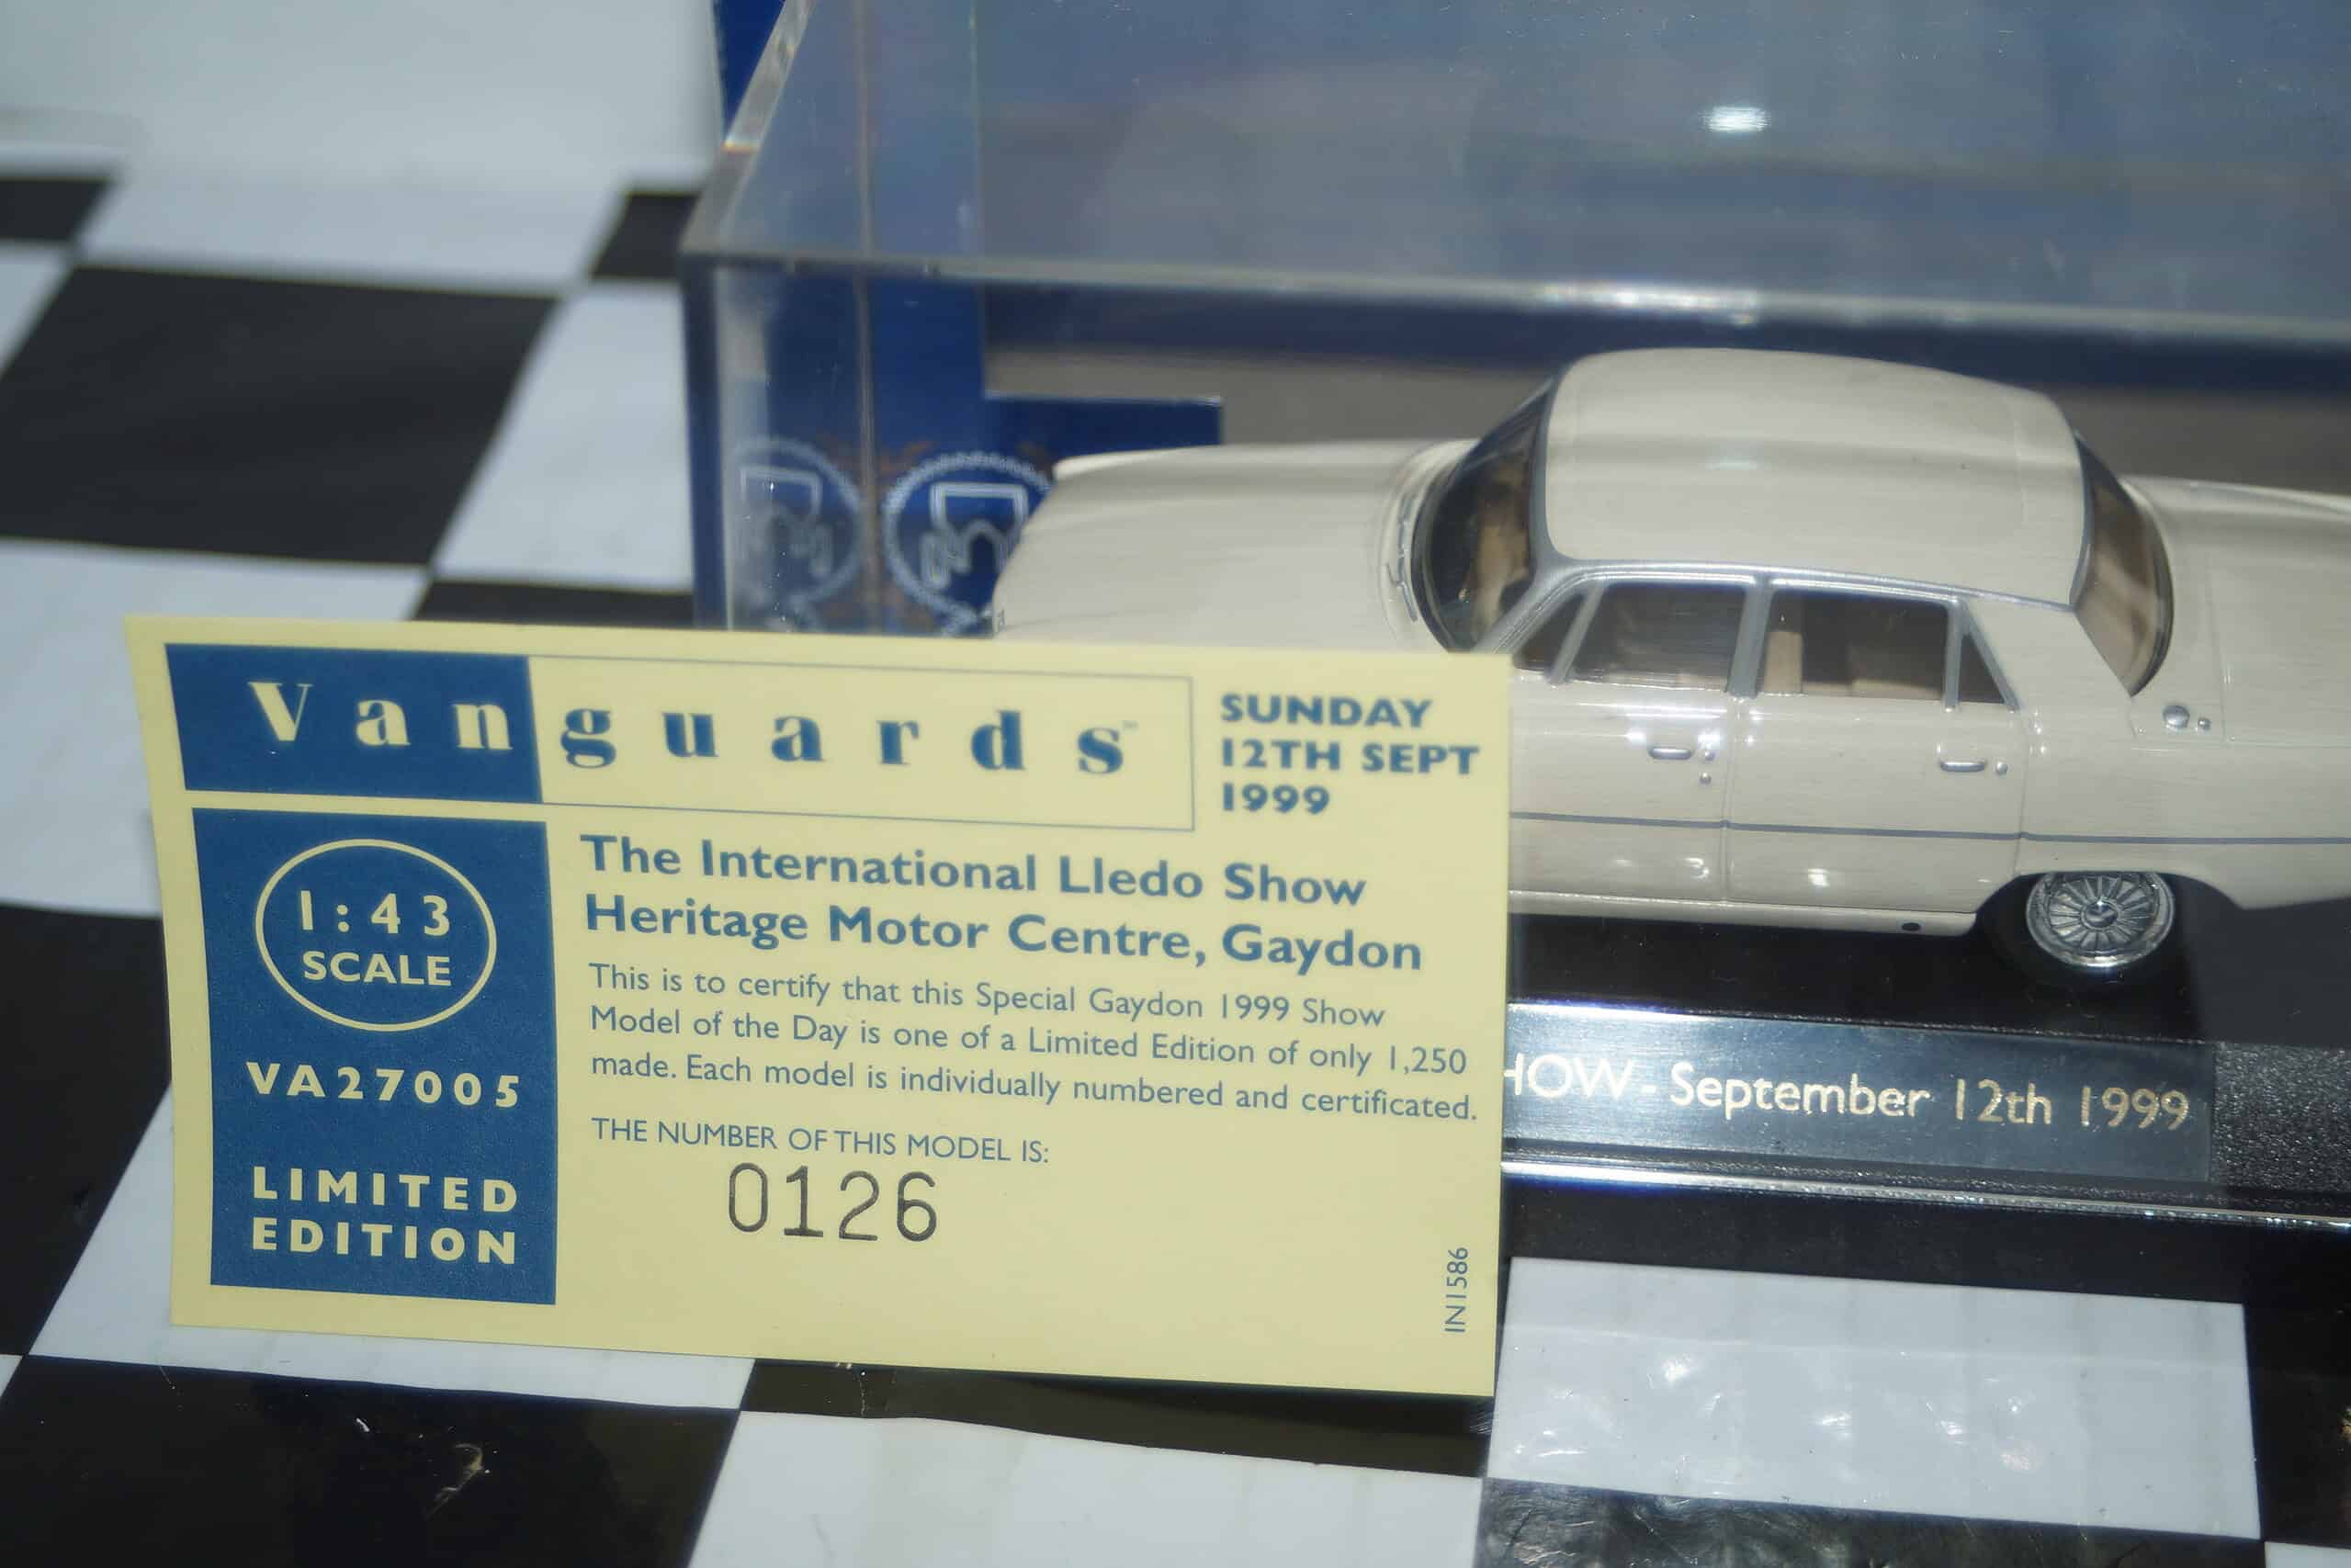 Vanguards™
SUNDAY
12TH SEPT
1999
1:43
SCALE
VA27005
LIMITED
EDITION
The International Lledo Show
Heritage Motor Centre, Gaydon
This is to certify that this Special Gaydon 1999 Show
Model of the Day is one of a Limited Edition of only 1,250
made. Each model is individually numbered and certificated.
THE NUMBER OF THIS MODEL IS:
0126
IN1586
HOW - September 12th 1999